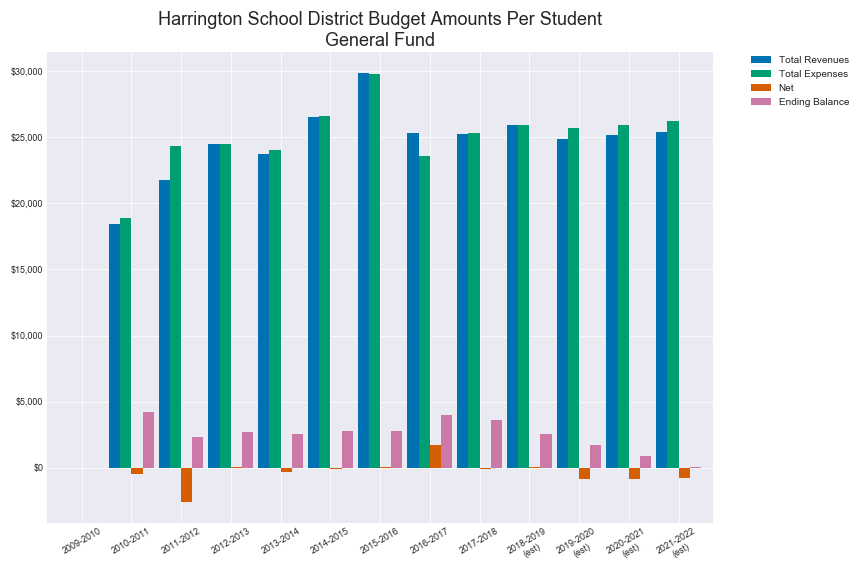 Harrington School District Budget Amounts Per Student
General Fund
Total Revenues
Total Expenses
Net
Ending Balance
$30,000
$25,000
$20,000
$15,000
$10,000
$5,000
$0
2009-2010
2010-2011
2011-2012
2012-2013
2013-2014
2014-2015
2015-2016
2016-2017
2017-2018
2018-2019
(est)
2019-2020
(est)
2020-2021
(est)
2021-2022
(est)